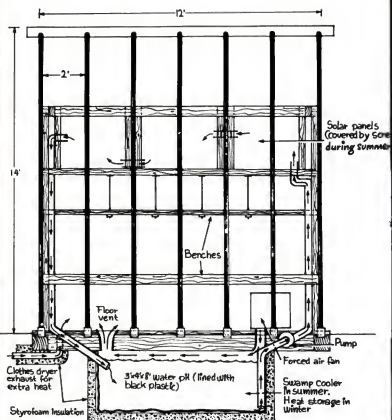 12'
2'
14'
Solar panels
(covered by scre
during summer
Benches
Floor
vent
Pump
Clothes dryer
exhaust for
extra heat
3'x4'x8' water pit (lined with
black plastic)
Forced air fan
Swamp cooler
in summer.
Heat storage in
winter
Styrofoam Insulation